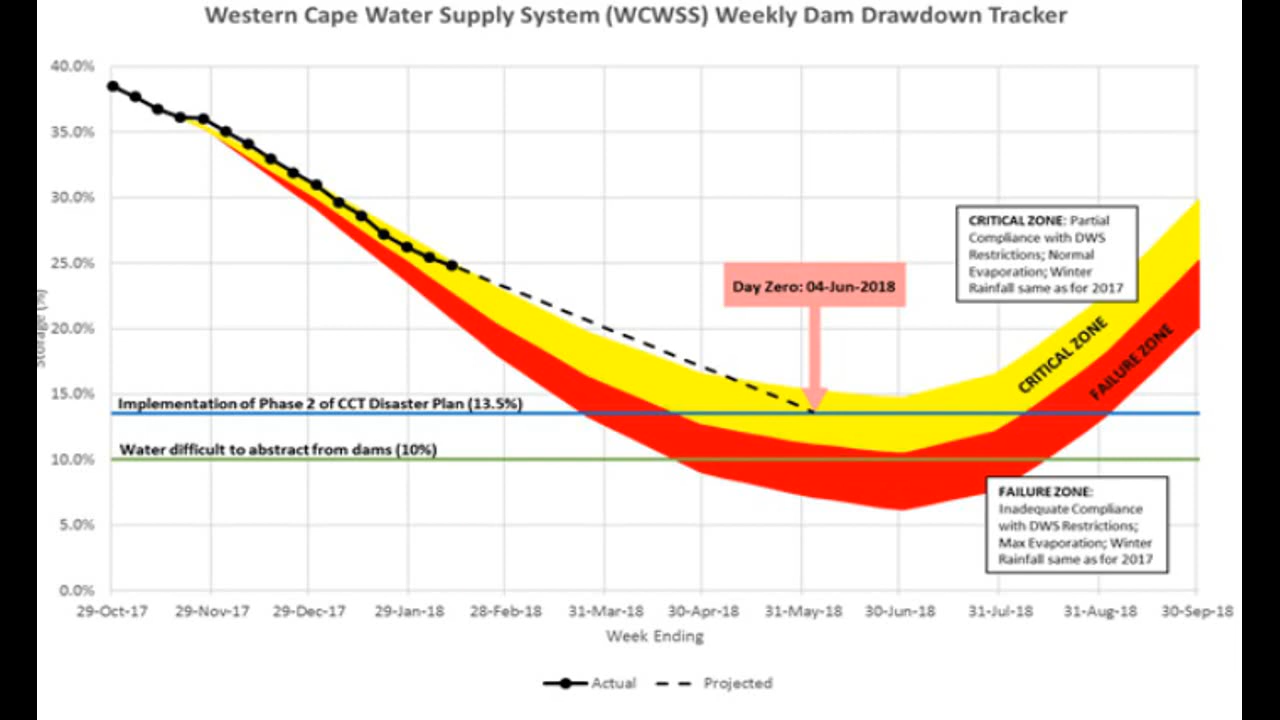 Western Cape Water Supply System (WCWSS) Weekly Dam Drawdown Tracker
40.0%
35.0%
30.0%
25.0%
20.0%
15.0%
10.0%
5.0%
0.0%
Storage (%)
CRITICAL ZONE: Partial
Compliance with DWS
Restrictions; Normal
Evaporation; Winter
Rainfall same as for 2017
Day Zero: 04-Jun-2018
CRITICAL ZONE
FAILURE ZONE
Implementation of Phase 2 of CCT Disaster Plan (13.5%)
Water difficult to abstract from dams (10%)
FAILURE ZONE:
Inadequate Compliance
with DWS Restrictions;
Max Evaporation; Winter
Rainfall same as for 2017
29-Oct-17 29-Nov-17 29-Dec-17 29-Jan-18 28-Feb-18 31-Mar-18 30-Apr-18 31-May-18 30-Jun-18 31-Jul-18 31-Aug-18 30-Sep-18
Week Ending
Actual Projected